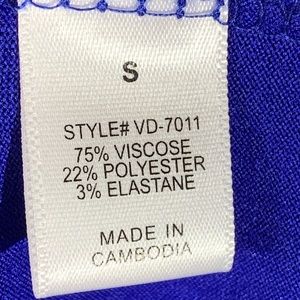 S
STYLE# VD-7011
75% VISCOSE
22% POLYESTER
3% ELASTANE
MADE IN
CAMBODIA